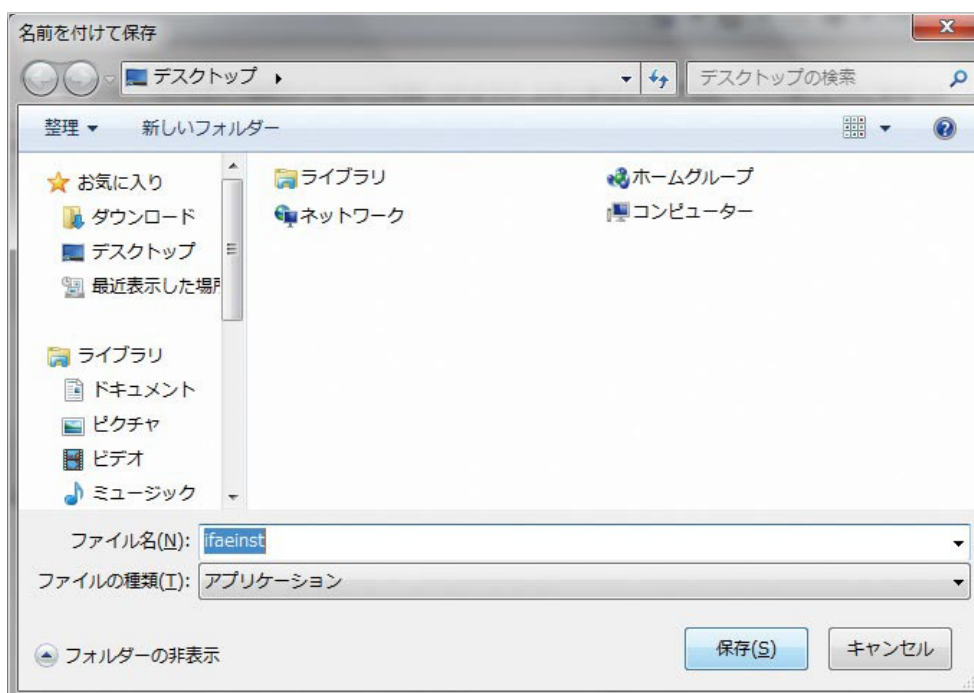 名前を付けて保存
デスクトップ
デスクトップの検索
整理
新しいフォルダー
お気に入り
ダウンロード
デスクトップ
最近表示した場所
ライブラリ
ドキュメント
ピクチャ
ビデオ
ミュージック
ライブラリ
ホームグループ
ネットワーク
コンピューター
ファイル名(N): ifaeinst
ファイルの種類(T): アプリケーション
フォルダーの非表示
保存(S)
キャンセル